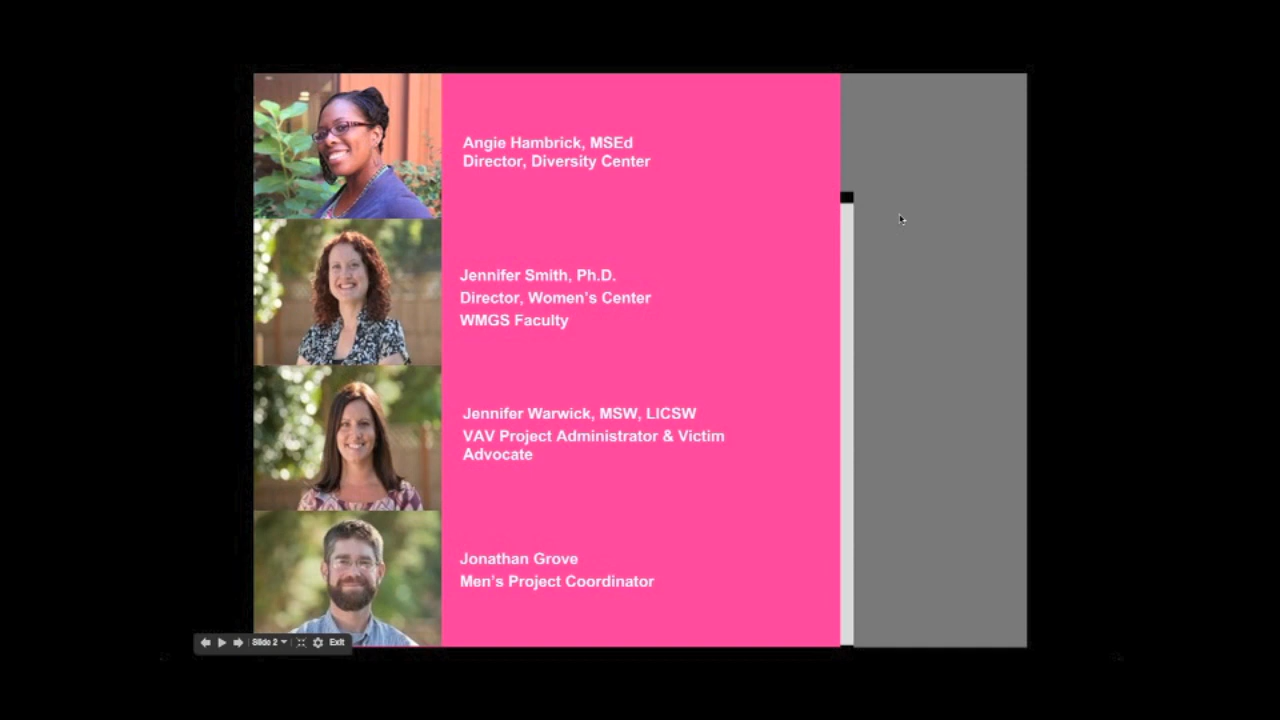 Angie Hambrick, MSEd
Director, Diversity Center
Jennifer Smith, Ph.D.
Director, Women’s Center
WMGS Faculty
Jennifer Warwick, MSW, LICSW
VAV Project Administrator & Victim
Advocate
Jonathan Grove
Men’s Project Coordinator
Slide 2 Exit